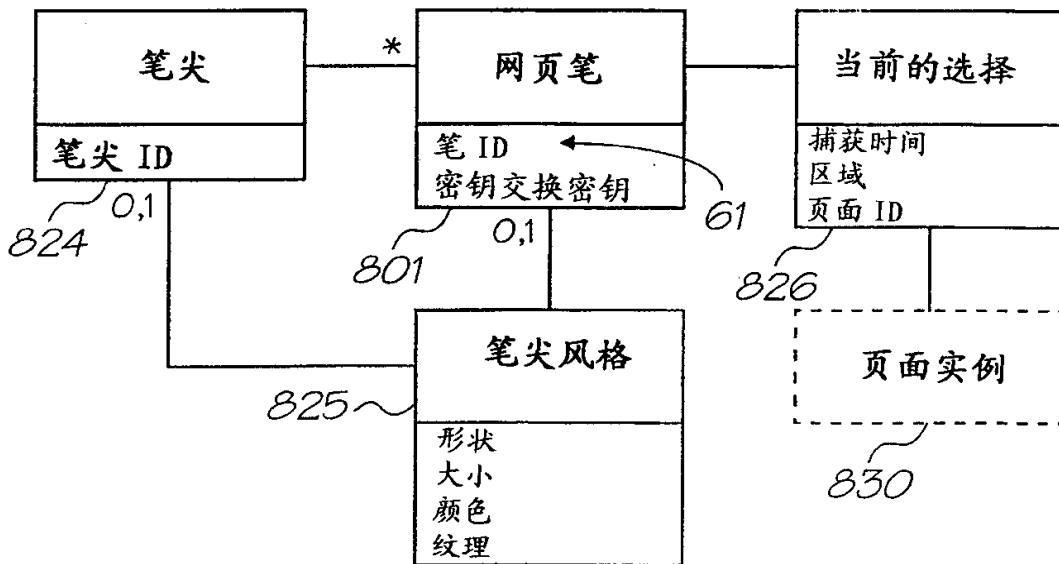 笔尖
笔尖 ID
0,1
824
*
网页笔
笔 ID
密钥交换密钥
61
0,1
801
当前的选择
捕获时间
区域
页面 ID
826
笔尖风格
825
形状
大小
颜色
纹理
页面实例
830